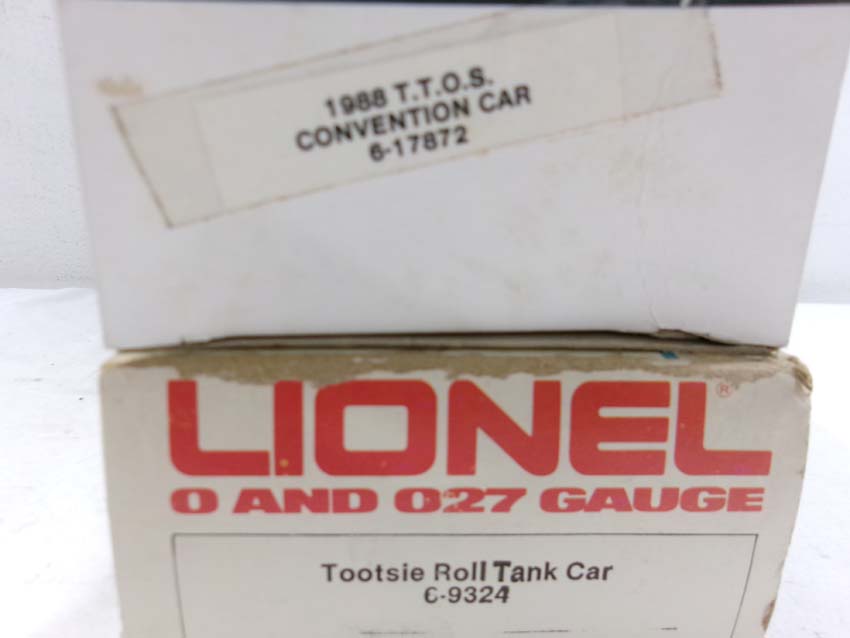 1988 T.T.O.S.
CONVENTION CAR
6-17872
LIONEL®
O AND O27 GAUGE
Tootsie Roll Tank Car
6-9324